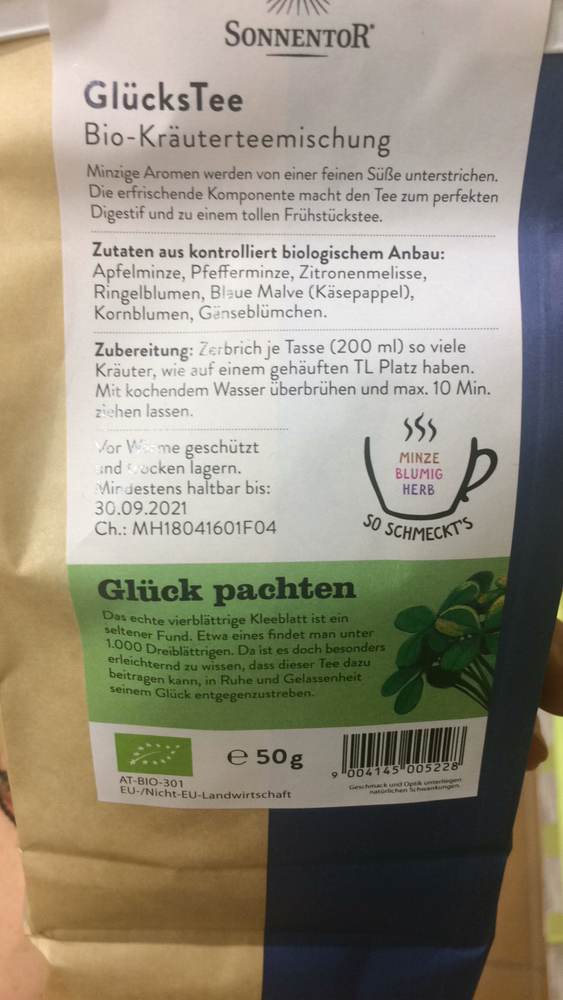 SONNENTOR®
GlücksTee
Bio-Kräuterteemischung
Minzige Aromen werden von einer feinen Süße unterstrichen.
Die erfrischende Komponente macht den Tee zum perfekten
Digestif und zu einem tollen Frühstückstee.
Zutaten aus kontrolliert biologischem Anbau:
Apfelminze, Pfefferminze, Zitronenmelisse,
Ringelblumen, Blaue Malve (Käsepappel),
Kornblumen, Gänseblümchen.
Zubereitung: Zerbrich je Tasse (200 ml) so viele
Kräuter, wie auf einem gehäuften TL Platz haben.
Mit kochendem Wasser überbrühen und max. 10 Min.
ziehen lassen.
Vor Wärme geschützt
und trocken lagern.
Mindestens haltbar bis:
30.09.2021
Ch.: MH18041601F04
MINZE
BLUMIG
HERB
SO SCHMECKT'S
Glück pachten
Das echte vierblättrige Kleeblatt ist ein
seltener Fund. Etwa eines findet man unter
1.000 Dreiblättrigen. Da ist es doch besonders
erleichternd zu wissen, dass dieser Tee dazu
beitragen kann, in Ruhe und Gelassenheit
seinem Glück entgegenzustreben.
AT-BIO-301
EU-/Nicht-EU-Landwirtschaft
e 50g
9 004145 005228
Geschmack und Optik unterliegen
natürlichen Schwankungen.